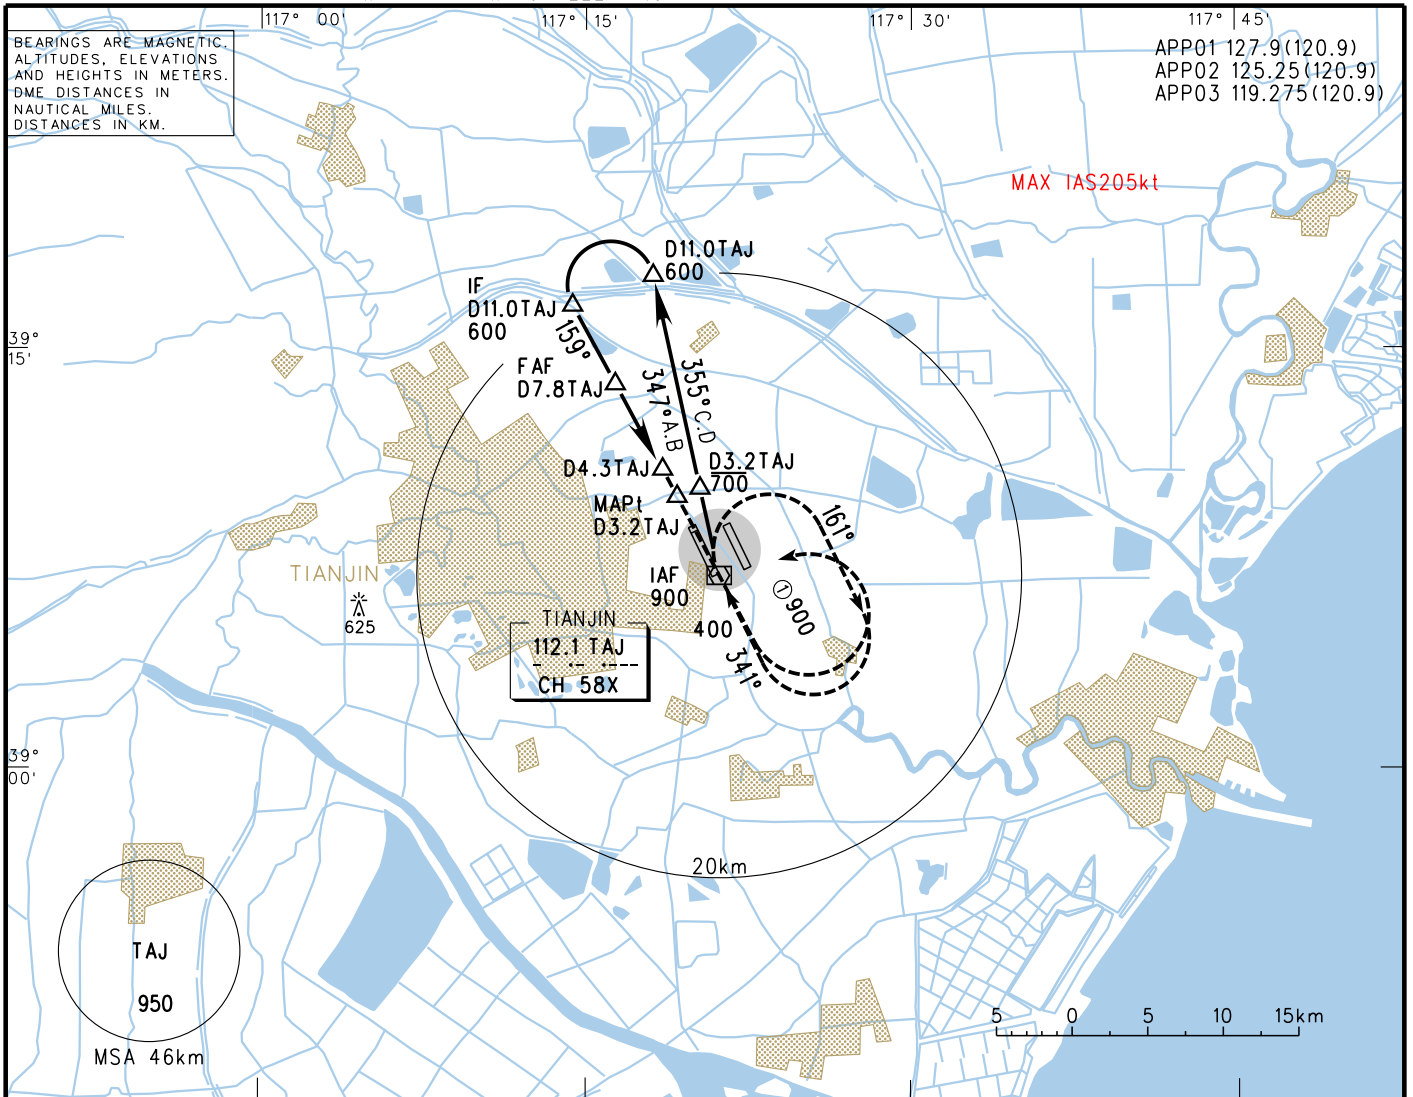 117° 00'
117° 15'
117° 30'
117° 45'
BEARINGS ARE MAGNETIC.
ALTITUDES, ELEVATIONS
AND HEIGHTS IN METERS.
DME DISTANCES IN
NAUTICAL MILES.
DISTANCES IN KM.
APP01 127.9(120.9)
APP02 125.25(120.9)
APP03 119.275(120.9)
MAX IAS205kt
D11.0TAJ
600
IF
D11.0TAJ
600
159°
39°
15'
FAF
D7.8TAJ
347°A.B
355°C.D
D4.3TAJ
D3.2TAJ
700
MAPt
D3.2TAJ
161°
TIANJIN
625
IAF
900
①900
400
341°
TIANJIN
112.1 TAJ
- ·- ·---
CH 58X
39°
00'
20km
TAJ
950
MSA 46km
5 0 5 10 15km